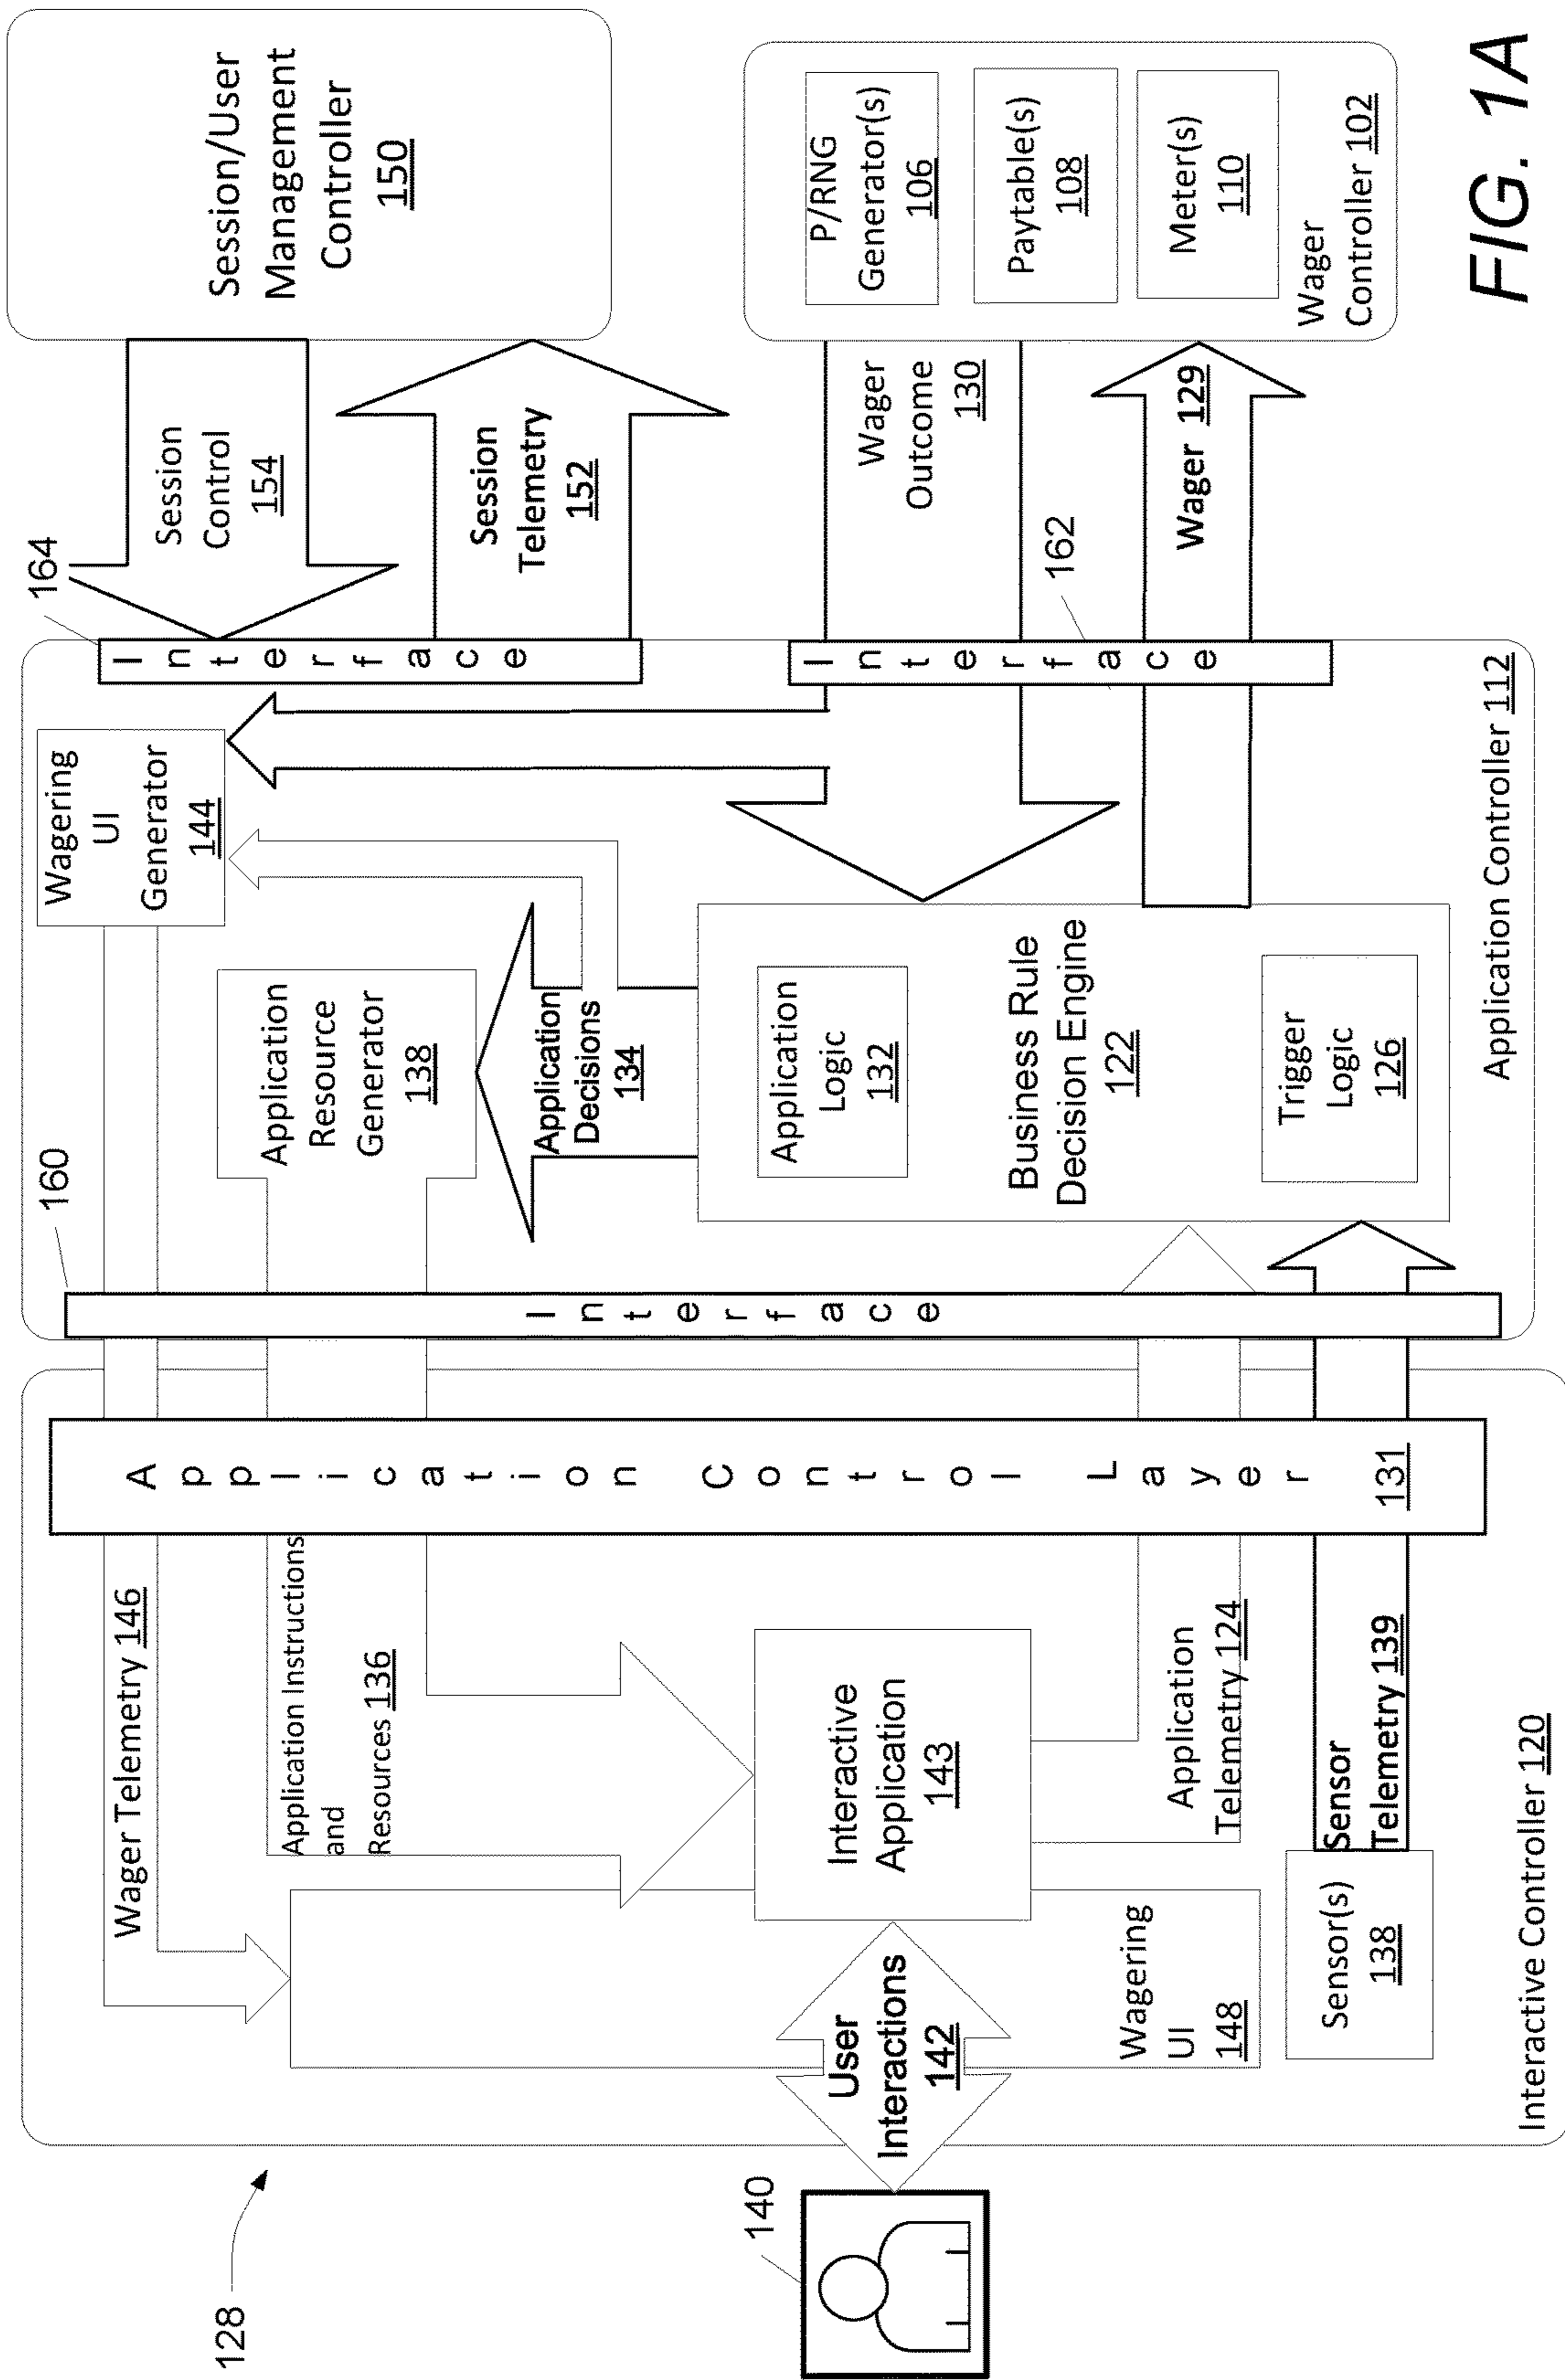 128
140
User
Interactions
142
Wager Telemetry 146
Application Instructions
and
Resources 136
Interactive
Application
143
Wagering
UI
148
Application
Telemetry 124
Sensor
Telemetry 139
Sensor(s)
138
Interactive Controller 120
Application Control Layer 131
160
Interface
Wagering
UI
Generator
144
Application
Resource
Generator
138
Application
Decisions
134
Application
Logic
132
Business Rule
Decision Engine
122
Trigger
Logic
126
Application Controller 112
164
Interface
Interface
162
Session
Control
154
Session
Telemetry
152
Wager
Outcome
130
Wager 129
Session/User
Management
Controller
150
P/RNG
Generator(s)
106
Paytable(s)
108
Meter(s)
110
Wager
Controller 102
FIG. 1A